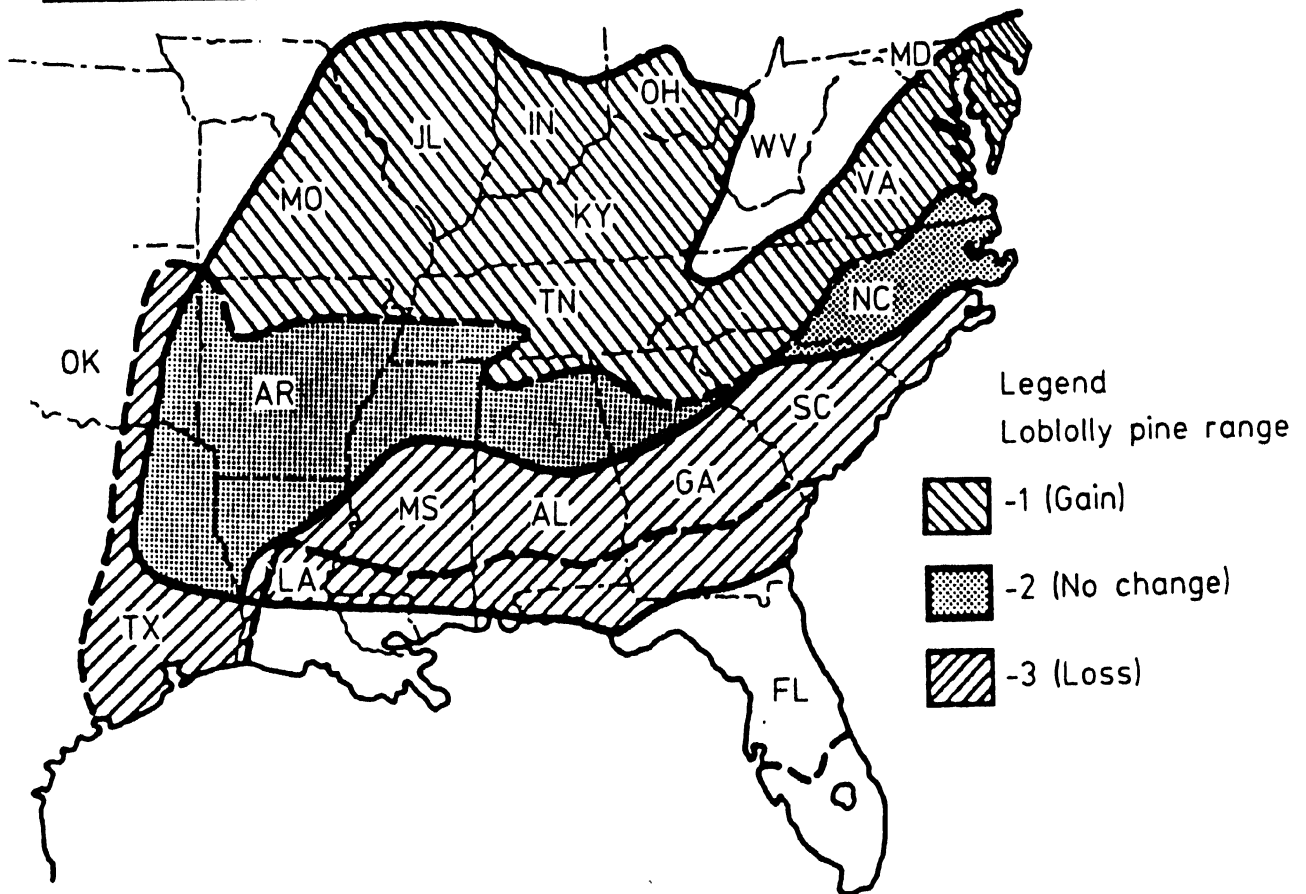 MD
OH
IN
JL
WV
MO
VA
KY
TN
NC
OK
AR
SC
GA
MS
AL
LA
TX
FL
Legend
Loblolly pine range
-1 (Gain)
-2 (No change)
-3 (Loss)